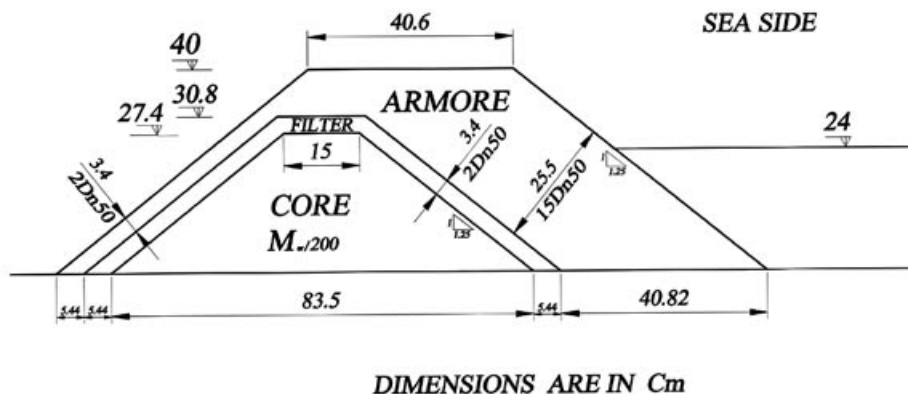 40.6
SEA SIDE
40
30.8
27.4
ARMORE
FILTER
24
15
3.4
2Dn50
3.4
2Dn50
25.5
15Dn50
1
1.25
CORE
1
1.25
5.44
5.44
83.5
5.44
40.82
DIMENSIONS ARE IN Cm